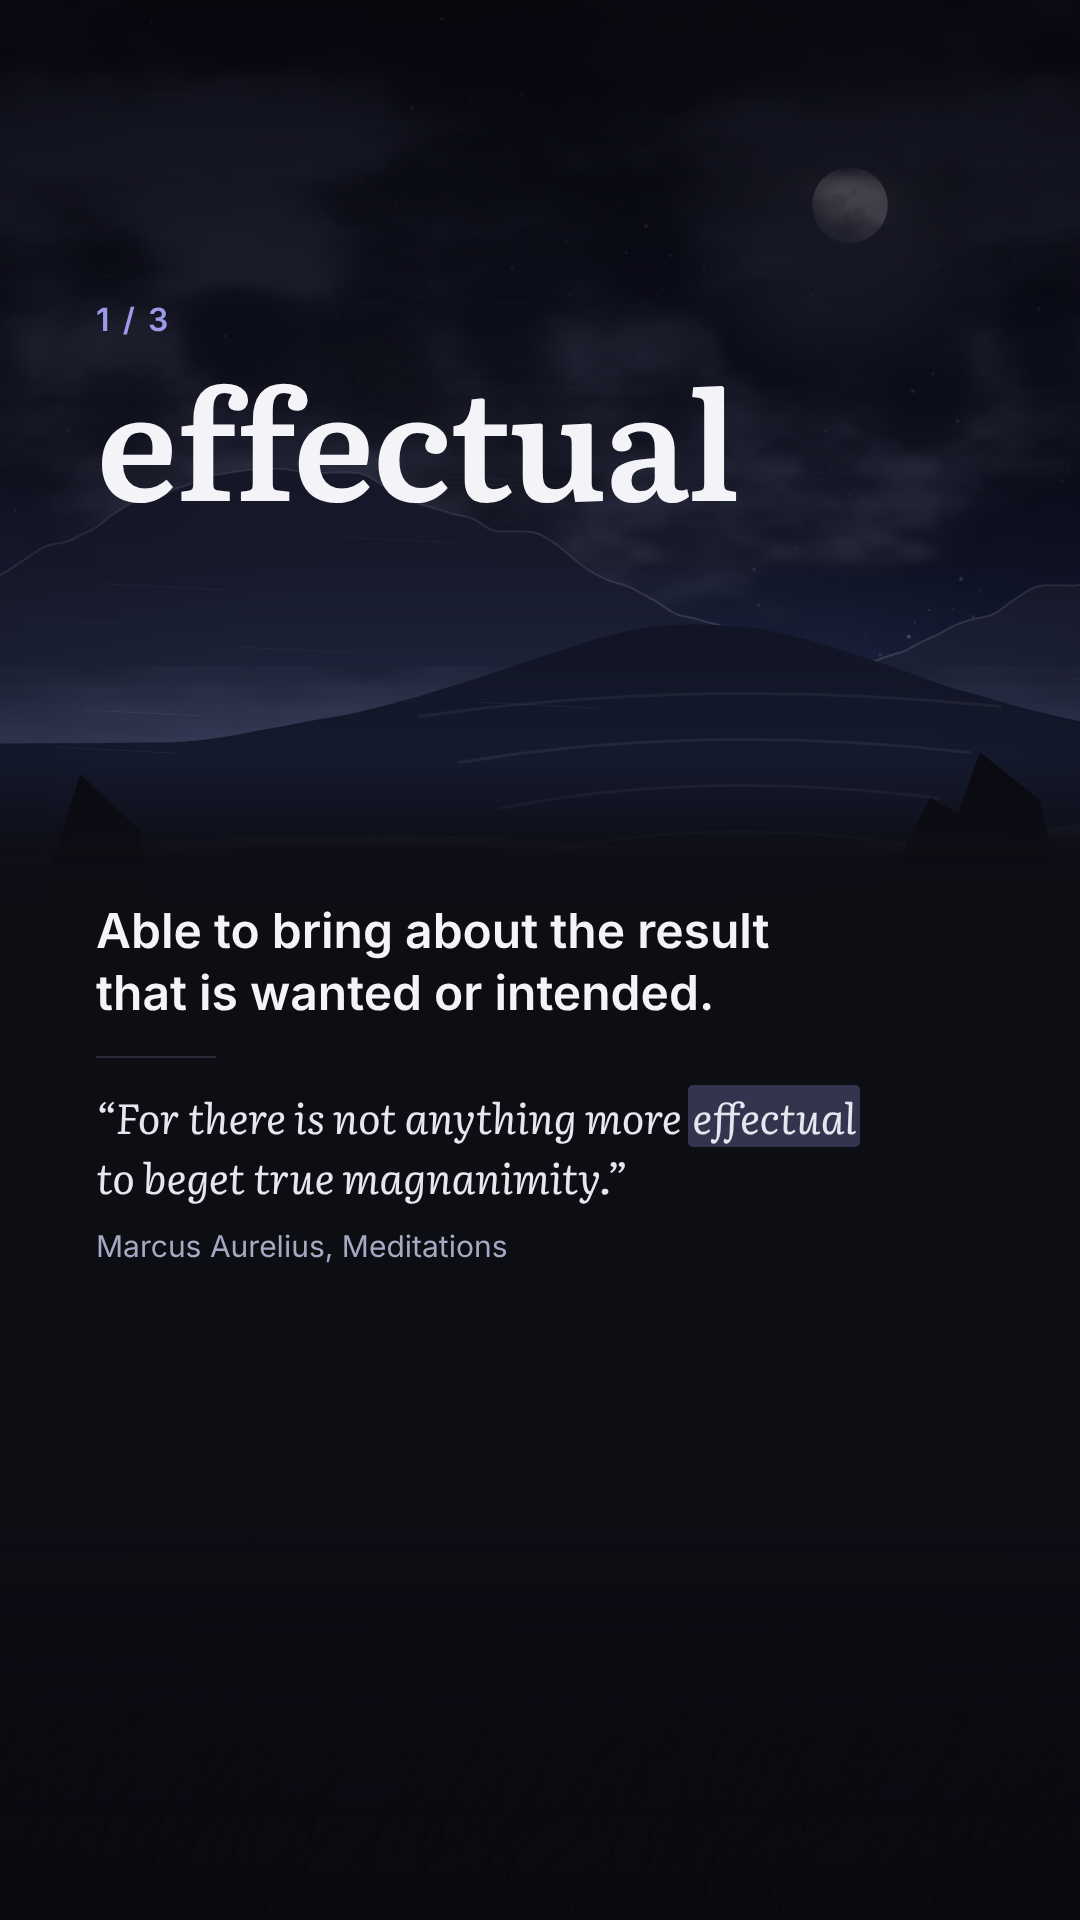 1 / 3
effectual
Able to bring about the result
that is wanted or intended.
“For there is not anything more effectual
to beget true magnanimity.”
Marcus Aurelius, Meditations